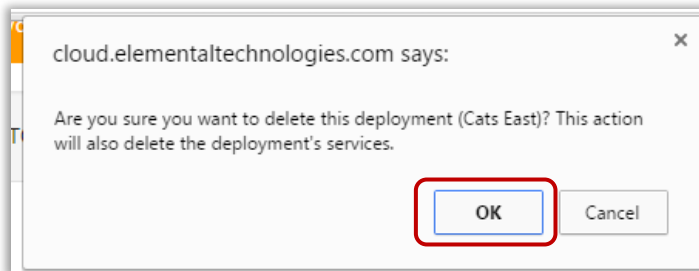 cloud.elementaltechnologies.com says:
Are you sure you want to delete this deployment (Cats East)? This action
will also delete the deployment's services.
OK
Cancel